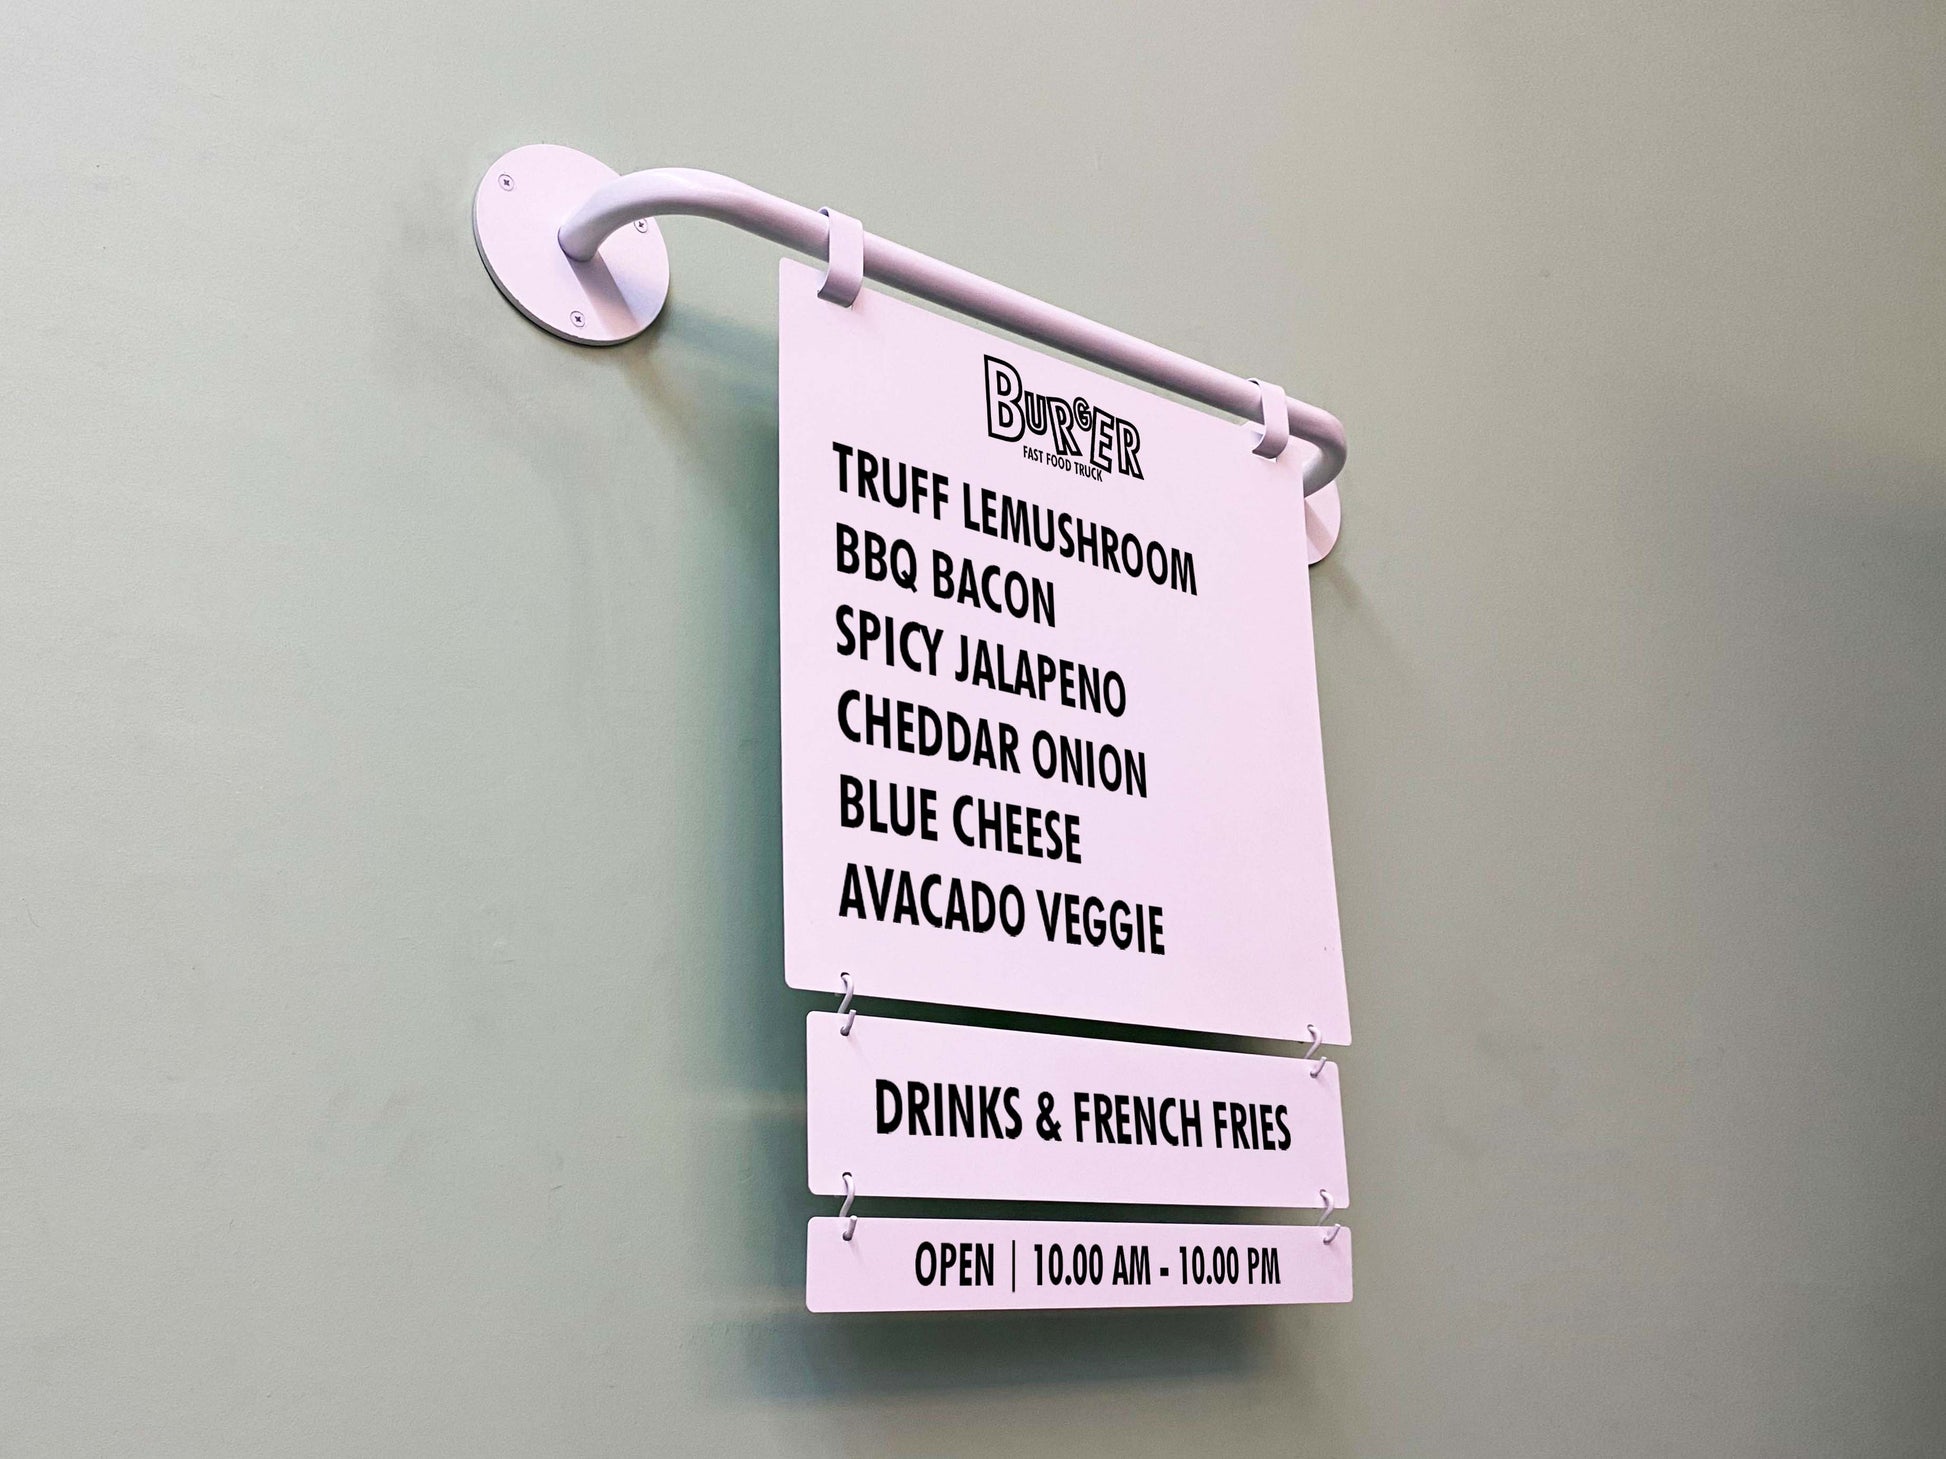 BURGER
FAST FOOD TRUCK
TRUFF LEMUSHROOM
BBQ BACON
SPICY JALAPENO
CHEDDAR ONION
BLUE CHEESE
AVACADO VEGGIE
DRINKS & FRENCH FRIES
OPEN | 10.00 AM - 10.00 PM